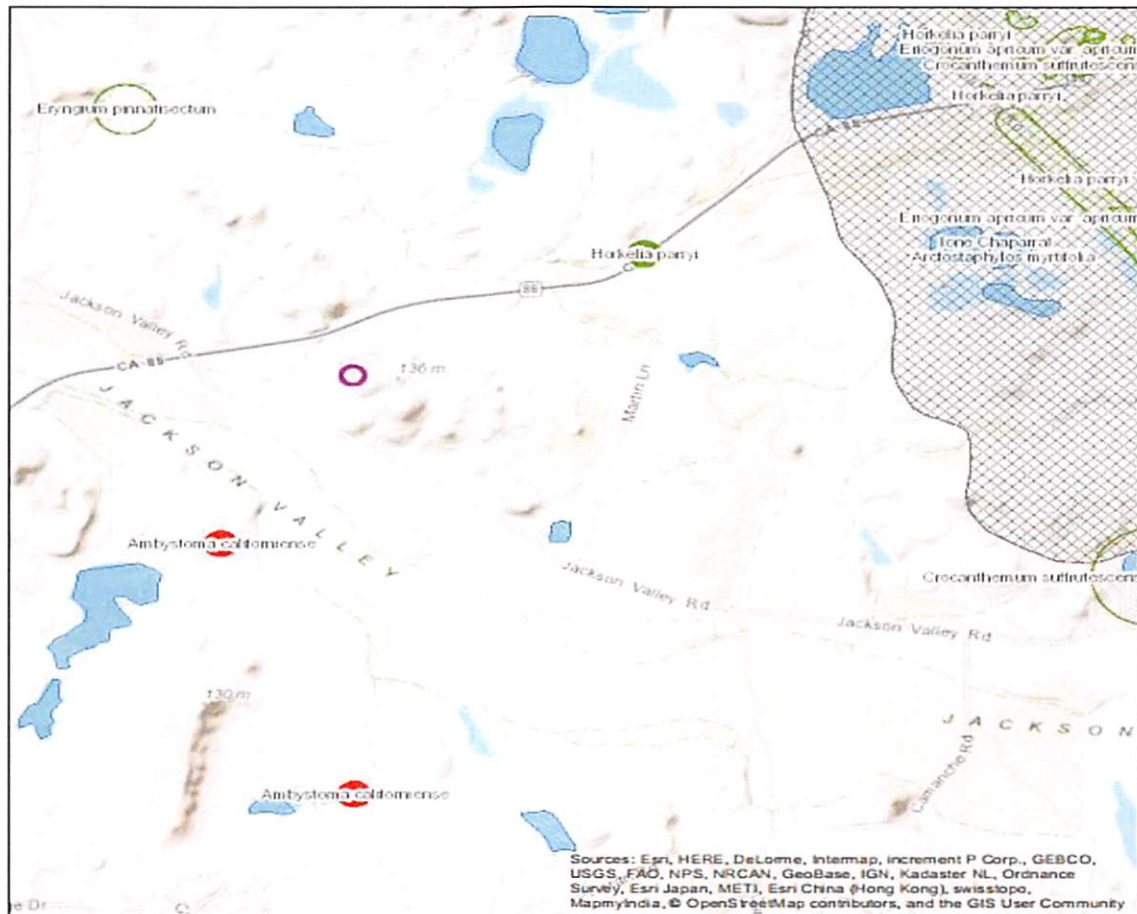 Horkelia parryi
Eriogonum apricum var. apricum
Crocanthemum suffrutescens
Horkelia parryi
Eryngium pinnatisectum
CA-88
Horkelia parryi
Eriogonum apricum var. apricum
Ione Chaparral
Arctostaphylos myrtifolia
Horkelia parryi
88
Jackson Valley Rd
CA-88
136 m
Martin Ln
JACKSON VALLEY
Ambystoma californiense
Jackson Valley Rd
Crocanthemum suffrutescens
Jackson Valley Rd
130 m
JACKSON
Camanche Rd
Ambystoma californiense
Sources: Esri, HERE, DeLorme, Intermap, increment P Corp., GEBCO,
USGS, FAO, NPS, NRCAN, GeoBase, IGN, Kadaster NL, Ordnance
Survey, Esri Japan, METI, Esri China (Hong Kong), swisstopo,
MapmyIndia, © OpenStreetMap contributors, and the GIS User Community
e Dr